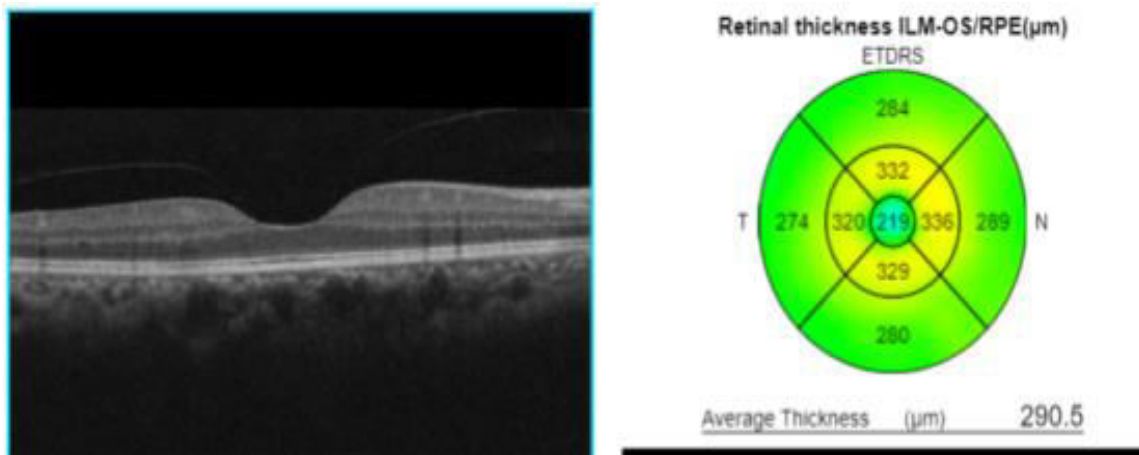 Retinal thickness ILM-OS/RPE(μm)
ETDRS
284
332
T 274 320 219 336 289 N
329
280
Average Thickness (μm) 290.5